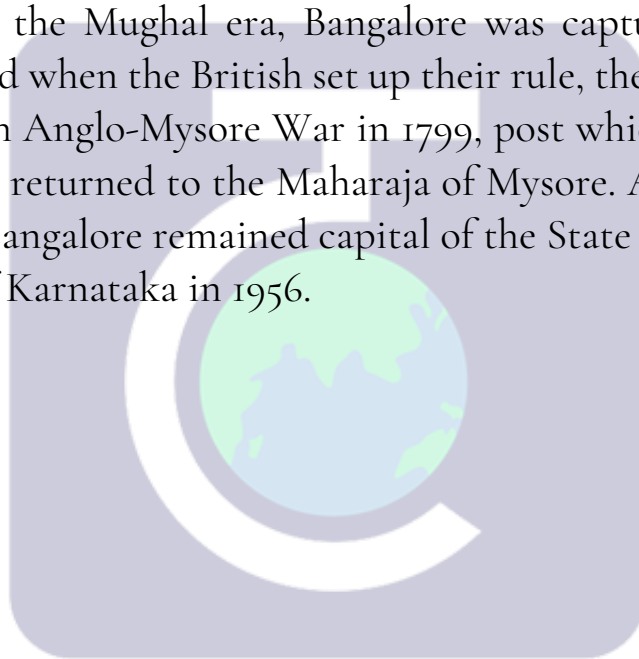 the Mughal era, Bangalore was captu
d when the British set up their rule, the
n Anglo-Mysore War in 1799, post whi
returned to the Maharaja of Mysore. A
angalore remained capital of the State
f Karnataka in 1956.